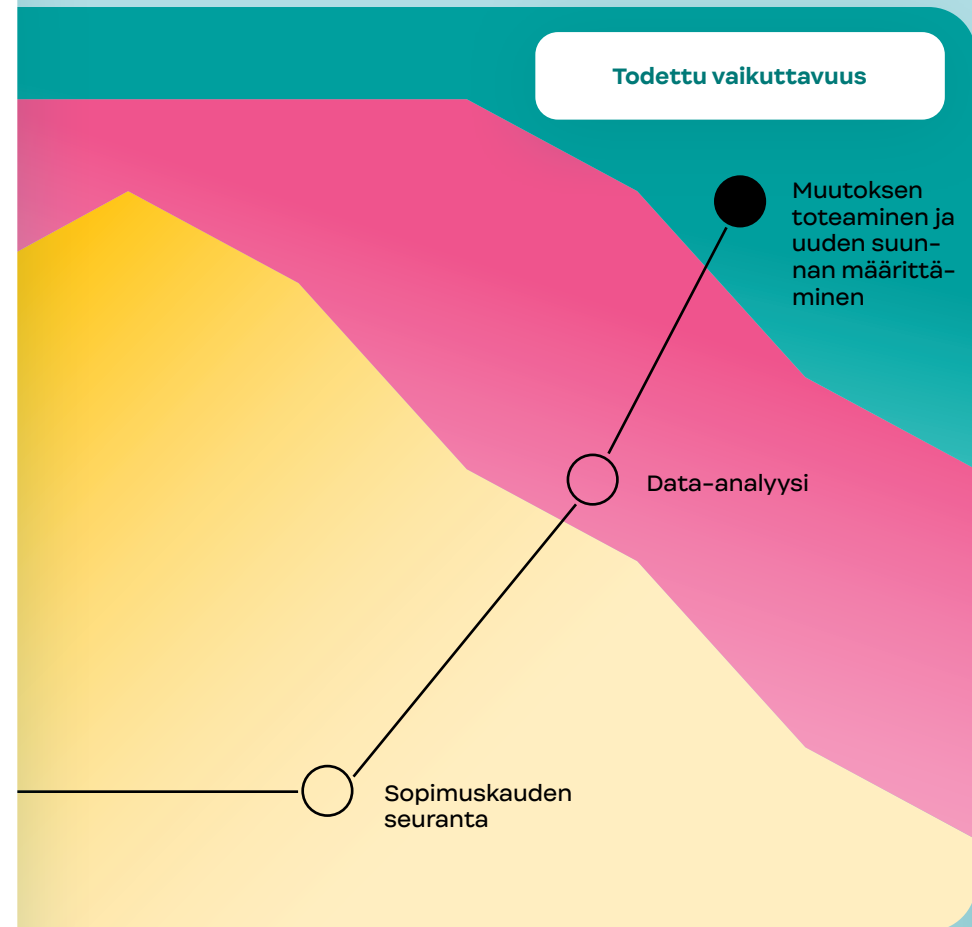 Todettu vaikuttavuus
Muutoksen
toteaminen ja
uuden suun-
nan määrittä-
minen
Data-analyysi
Sopimuskauden
seuranta